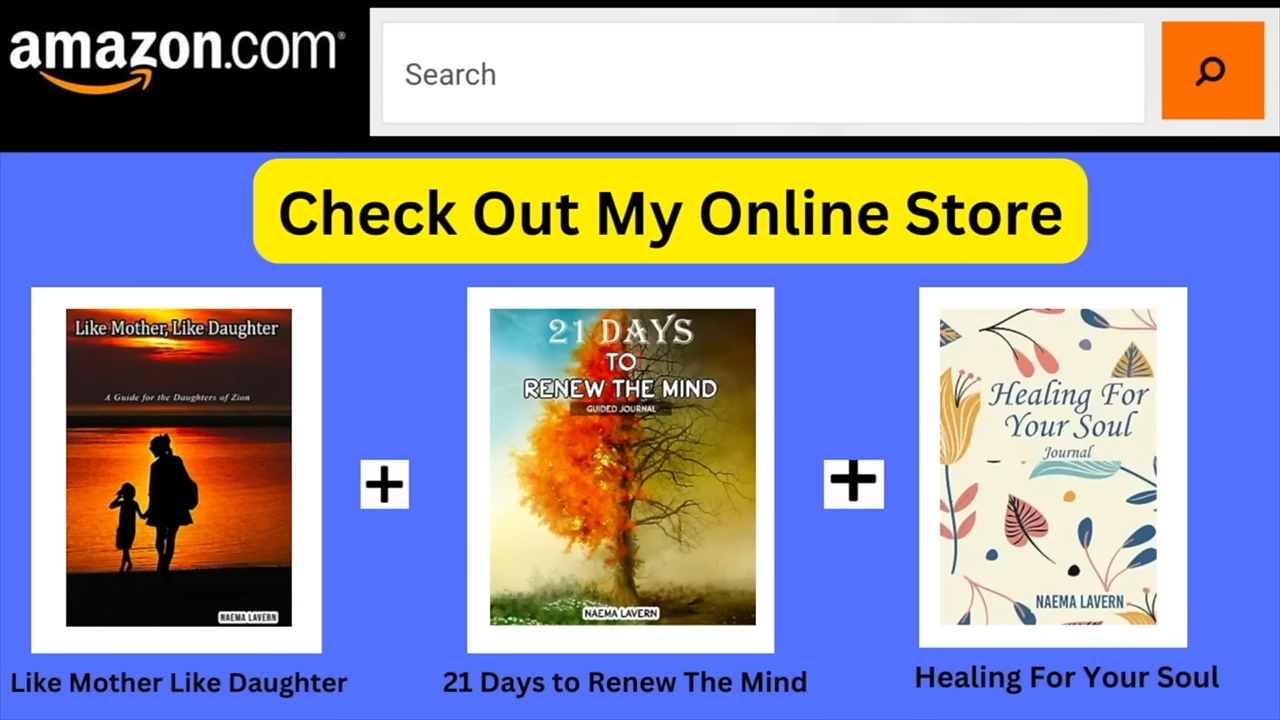 amazon.com®
Search
Check Out My Online Store
Like Mother, Like Daughter
A Guide for the Daughters of Zion
NAEMA LAVERN
21 DAYS
TO
RENEW THE MIND
GUIDED JOURNAL
NAEMA LAVERN
Healing For
Your Soul
Journal
NAEMA LAVERN
Like Mother Like Daughter
21 Days to Renew The Mind
Healing For Your Soul